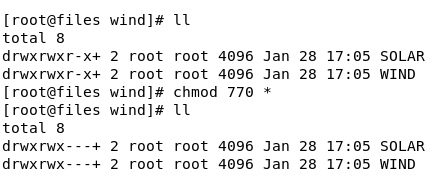 [root@files wind]# ll
total 8
drwxrwxr-x+ 2 root root 4096 Jan 28 17:05 SOLAR
drwxrwxr-x+ 2 root root 4096 Jan 28 17:05 WIND
[root@files wind]# chmod 770 *
[root@files wind]# ll
total 8
drwxrwx---+ 2 root root 4096 Jan 28 17:05 SOLAR
drwxrwx---+ 2 root root 4096 Jan 28 17:05 WIND